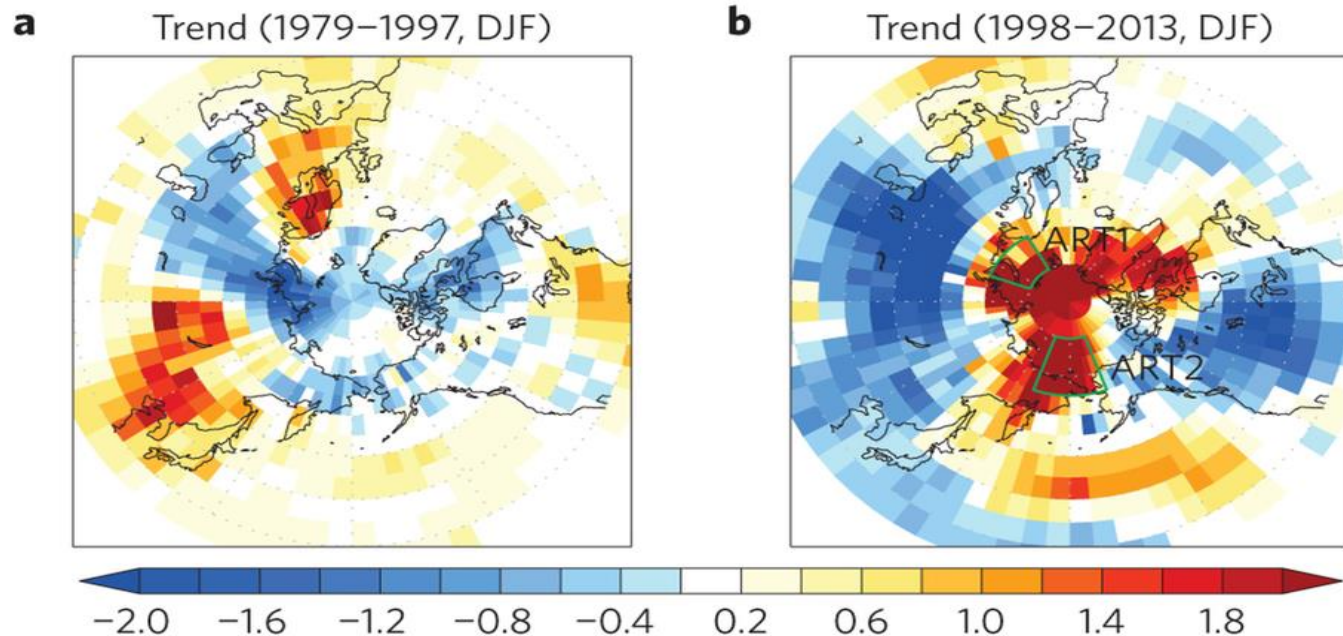 a Trend (1979–1997, DJF)
b Trend (1998–2013, DJF)
ART1
ART2
−2.0 −1.6 −1.2 −0.8 −0.4 0.2 0.6 1.0 1.4 1.8